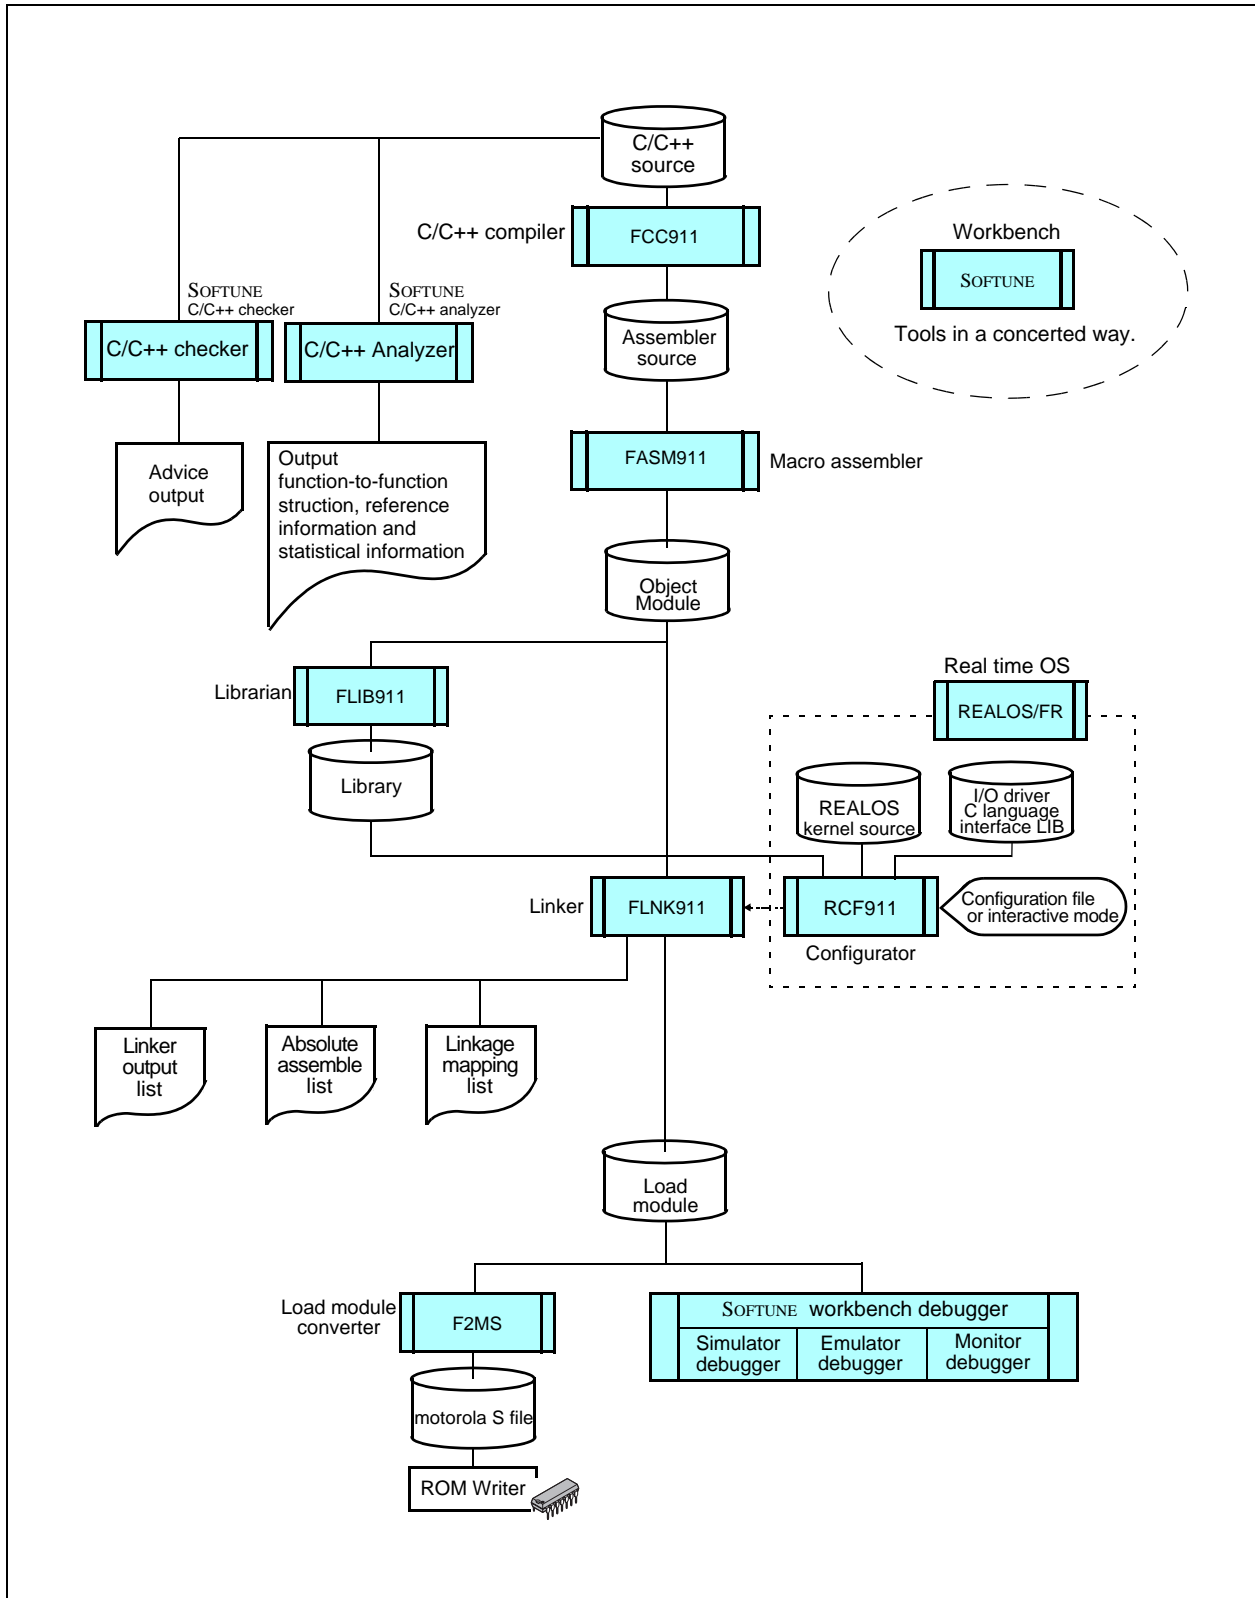 C/C++
source
C/C++ compiler
FCC911
Workbench
SOFTUNE
Tools in a concerted way.
SOFTUNE
C/C++ checker
SOFTUNE
C/C++ analyzer
C/C++ checker
C/C++ Analyzer
Assembler
source
Advice
output
Output
function-to-function
struction, reference
information and
statistical information
FASM911
Macro assembler
Object
Module
Librarian
FLIB911
Real time OS
REALOS/FR
Library
REALOS
kernel source
I/O driver
C language
interface LIB
Linker
FLNK911
RCF911
Configuration file
or interactive mode
Configurator
Linker
output
list
Absolute
assemble
list
Linkage
mapping
list
Load
module
Load module
converter
F2MS
SOFTUNE workbench debugger
Simulator
debugger
Emulator
debugger
Monitor
debugger
motorola S file
ROM Writer